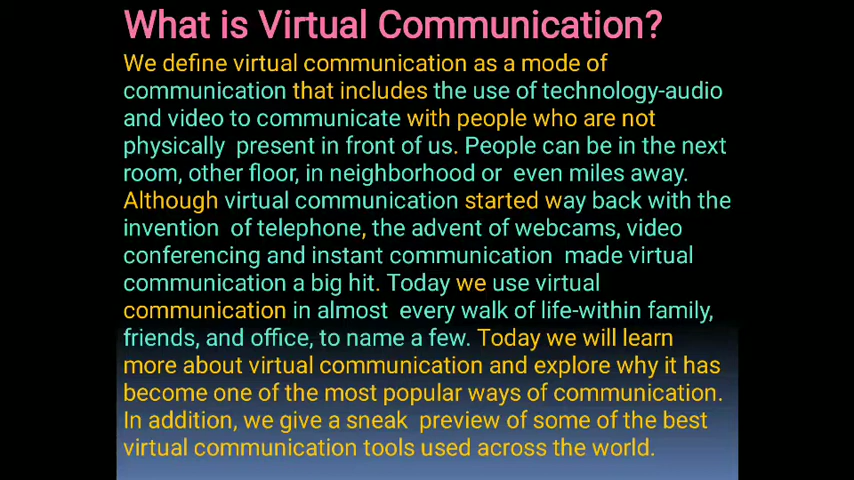 What is Virtual Communication?
We define virtual communication as a mode of
communication that includes the use of technology-audio
and video to communicate with people who are not
physically present in front of us. People can be in the next
room, other floor, in neighborhood or even miles away.
Although virtual communication started way back with the
invention of telephone, the advent of webcams, video
conferencing and instant communication made virtual
communication a big hit. Today we use virtual
communication in almost every walk of life-within family,
friends, and office, to name a few. Today we will learn
more about virtual communication and explore why it has
become one of the most popular ways of communication.
In addition, we give a sneak preview of some of the best
virtual communication tools used across the world.